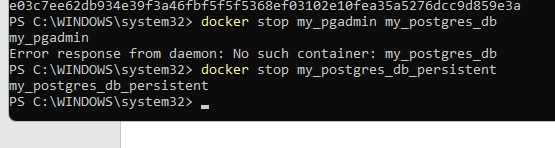 e03c7ee62db934e39f3a46fbf5f5f5368ef03102e10fea35a5276dcc9d859e3a
PS C:\WINDOWS\system32> docker stop my_pgadmin my_postgres_db
my_pgadmin
Error response from daemon: No such container: my_postgres_db
PS C:\WINDOWS\system32> docker stop my_postgres_db_persistent
my_postgres_db_persistent
PS C:\WINDOWS\system32>